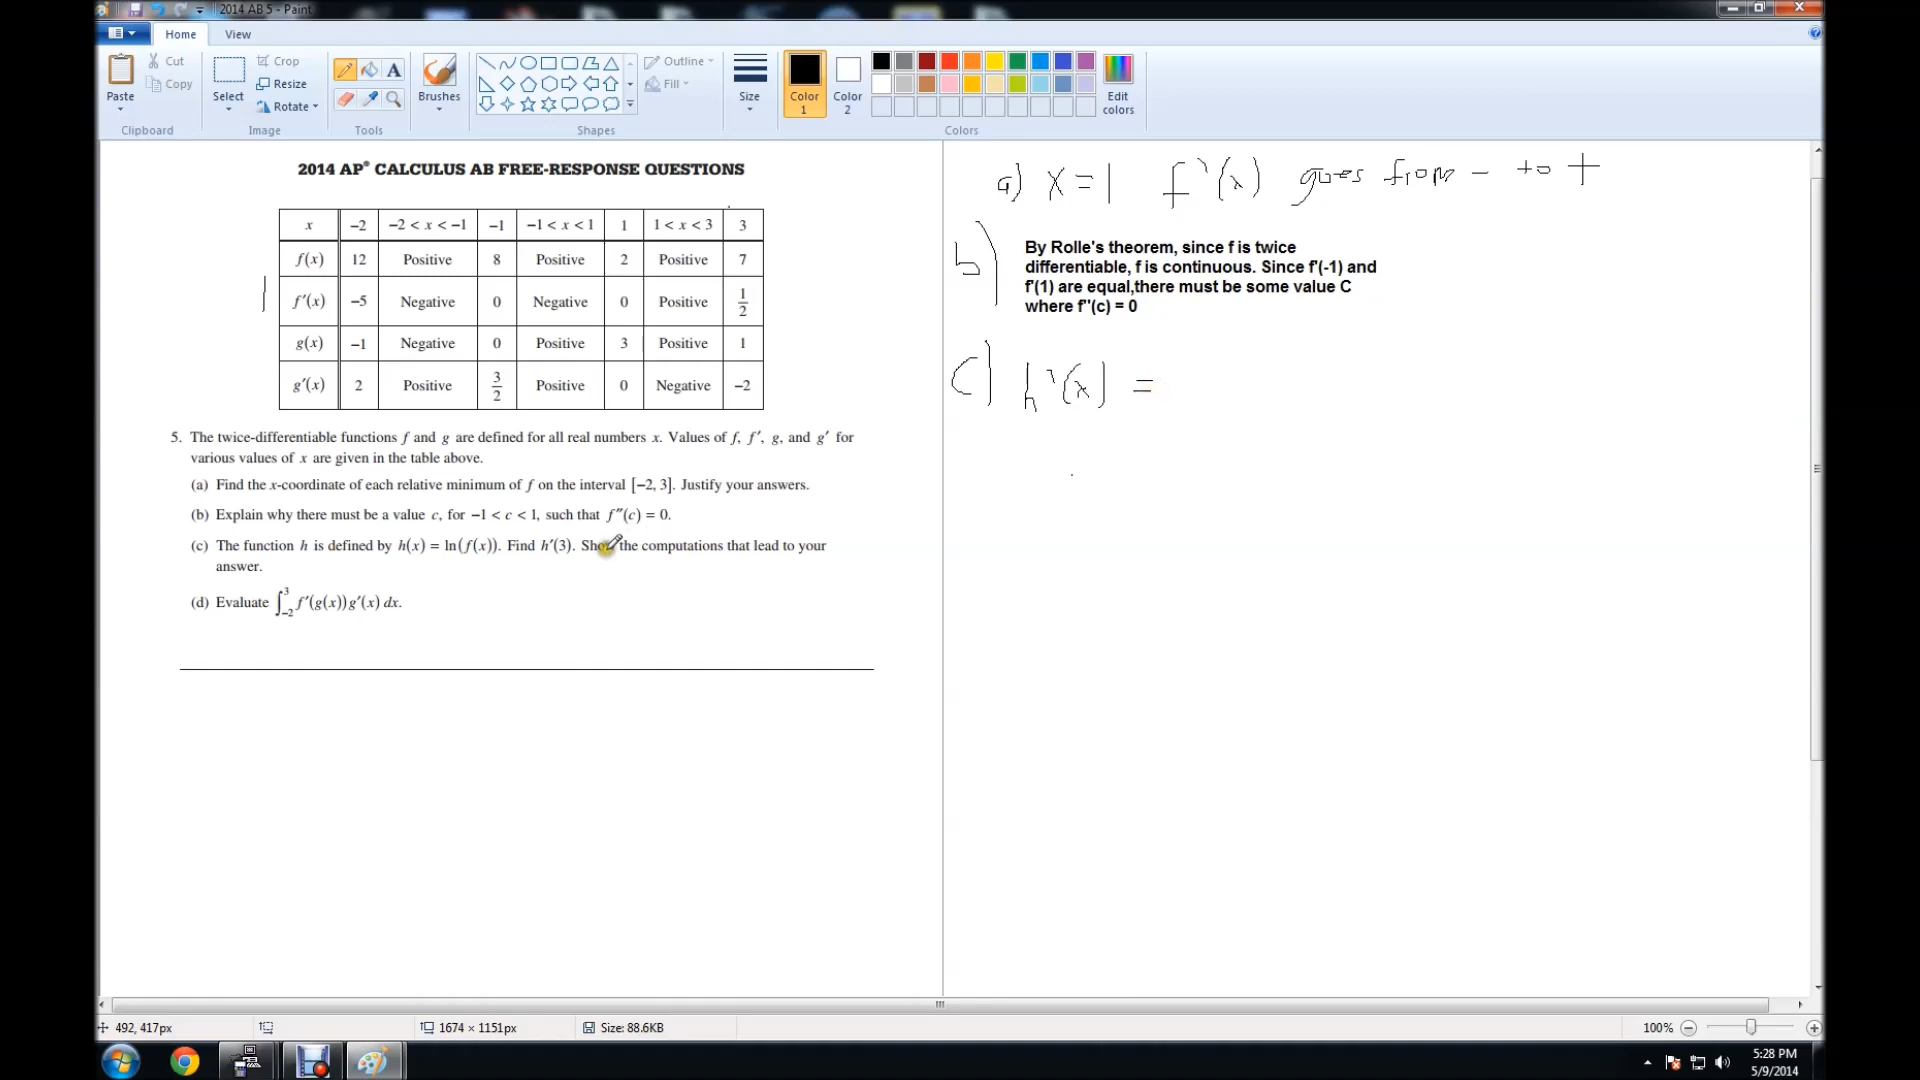 2014 AB 5 - Paint
Home View
Paste Cut Copy Clipboard
Select Crop Resize Rotate Image
A Tools
Brushes
Outline Fill Shapes
Size
Color 1 Color 2 Edit colors Colors
2014 AP® CALCULUS AB FREE-RESPONSE QUESTIONS
x −2 −2 < x < −1 −1 −1 < x < 1 1 1 < x < 3 3
f(x) 12 Positive 8 Positive 2 Positive 7
f′(x) −5 Negative 0 Negative 0 Positive 1/2
g(x) −1 Negative 0 Positive 3 Positive 1
g′(x) 2 Positive 3/2 Positive 0 Negative −2
5. The twice-differentiable functions f and g are defined for all real numbers x. Values of f, f′, g, and g′ for
various values of x are given in the table above.
(a) Find the x-coordinate of each relative minimum of f on the interval [−2, 3]. Justify your answers.
(b) Explain why there must be a value c, for −1 < c < 1, such that f″(c) = 0.
(c) The function h is defined by h(x) = ln(f(x)). Find h′(3). Show the computations that lead to your
answer.
(d) Evaluate ∫₋₂³ f′(g(x))g′(x) dx.
a) x = 1 f'(x) goes from - to +
b)
By Rolle's theorem, since f is twice
differentiable, f is continuous. Since f'(-1) and
f'(1) are equal,there must be some value C
where f"(c) = 0
c) h'(x) =
492, 417px 1674 × 1151px Size: 88.6KB 100%
5:28 PM
5/9/2014